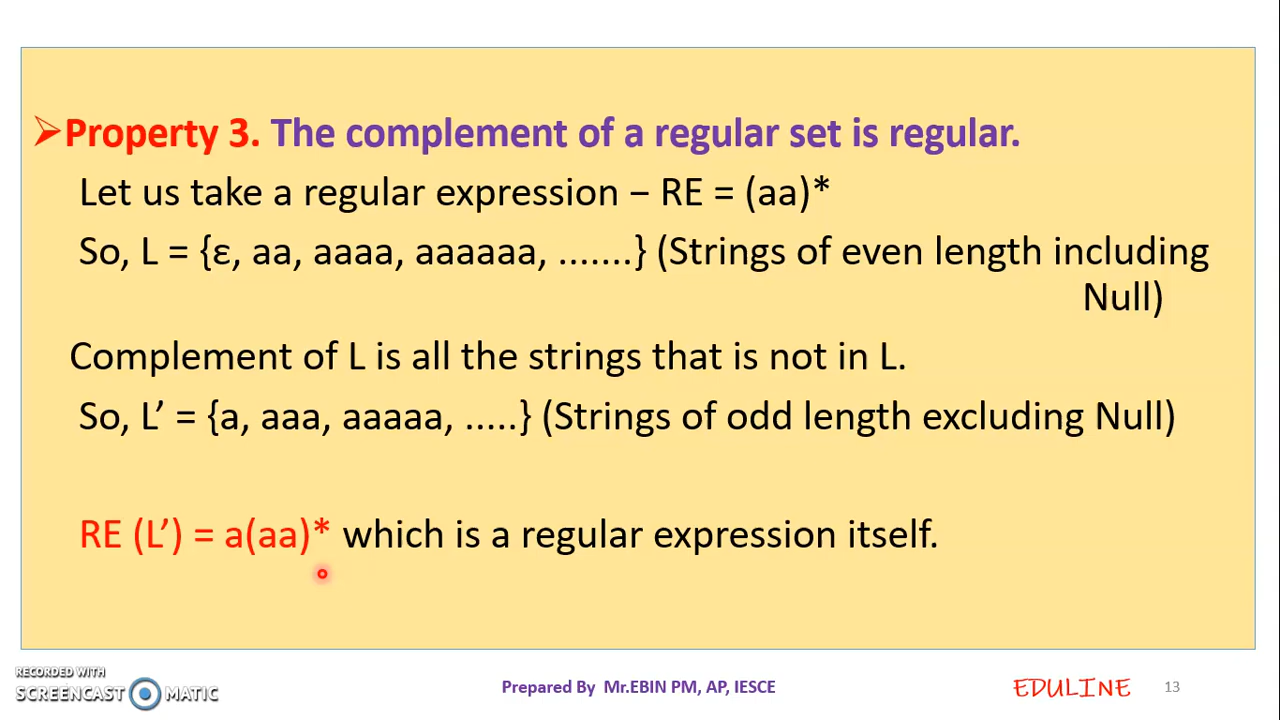 ➢Property 3. The complement of a regular set is regular.
Let us take a regular expression − RE = (aa)*
So, L = {ε, aa, aaaa, aaaaaa, .......} (Strings of even length including
Null)
Complement of L is all the strings that is not in L.
So, L’ = {a, aaa, aaaaa, .....} (Strings of odd length excluding Null)
RE (L’) = a(aa)* which is a regular expression itself.
RECORDED WITH
SCREENCAST MATIC
Prepared By Mr.EBIN PM, AP, IESCE
EDULINE
13